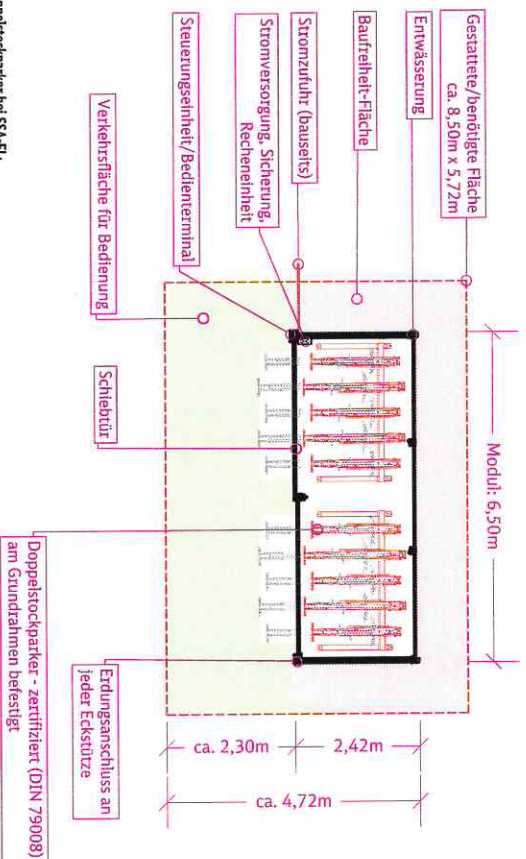 Gestattete/benötigte Fläche
ca. 8,50m x 5,72m
Entwässerung
Baufreiheit-Fläche
Stromzufuhr (bauseits)
Stromversorgung, Sicherung,
Recheneinheit
Steuerungseinheit/Bedienterminal
Verkehrsfläche für Bedienung
Modul: 6,50m
Schiebtür
ca. 2,30m
2,42m
ca. 4,72m
Erdungsanschluss an
jeder Eckstütze
Doppelstockparker - zertifiziert (DIN 79008)
am Grundrahmen befestigt